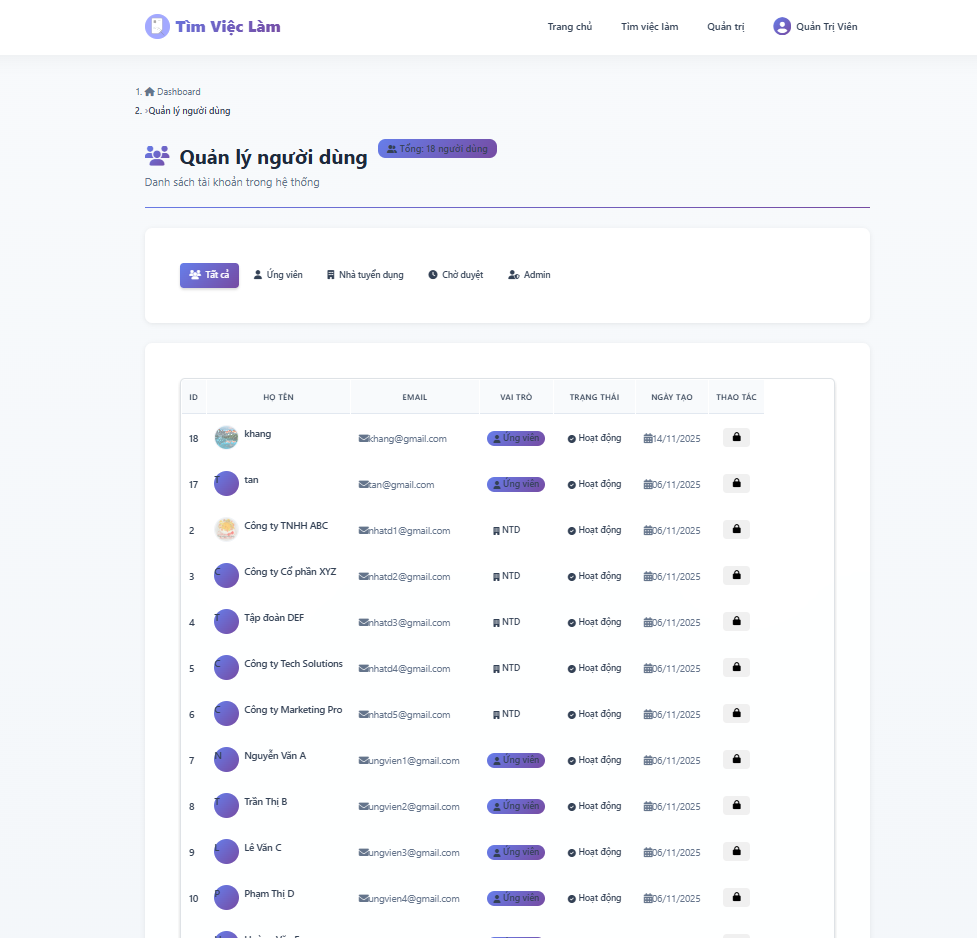 Tìm Việc Làm
Trang chủ Tìm việc làm Quản trị Quản Trị Viên
1. Dashboard
2. ›Quản lý người dùng
Quản lý người dùng Tổng: 18 người dùng
Danh sách tài khoản trong hệ thống
Tất cả Ứng viên Nhà tuyển dụng Chờ duyệt Admin
ID HỌ TÊN EMAIL VAI TRÒ TRẠNG THÁI NGÀY TẠO THAO TÁC
18 khang khang@gmail.com Ứng viên Hoạt động 14/11/2025
17 T tan tan@gmail.com Ứng viên Hoạt động 06/11/2025
2 Công ty TNHH ABC nhatd1@gmail.com NTD Hoạt động 06/11/2025
3 C Công ty Cổ phần XYZ nhatd2@gmail.com NTD Hoạt động 06/11/2025
4 T Tập đoàn DEF nhatd3@gmail.com NTD Hoạt động 06/11/2025
5 C Công ty Tech Solutions nhatd4@gmail.com NTD Hoạt động 06/11/2025
6 C Công ty Marketing Pro nhatd5@gmail.com NTD Hoạt động 06/11/2025
7 N Nguyễn Văn A ungvien1@gmail.com Ứng viên Hoạt động 06/11/2025
8 T Trần Thị B ungvien2@gmail.com Ứng viên Hoạt động 06/11/2025
9 L Lê Văn C ungvien3@gmail.com Ứng viên Hoạt động 06/11/2025
10 P Phạm Thị D ungvien4@gmail.com Ứng viên Hoạt động 06/11/2025